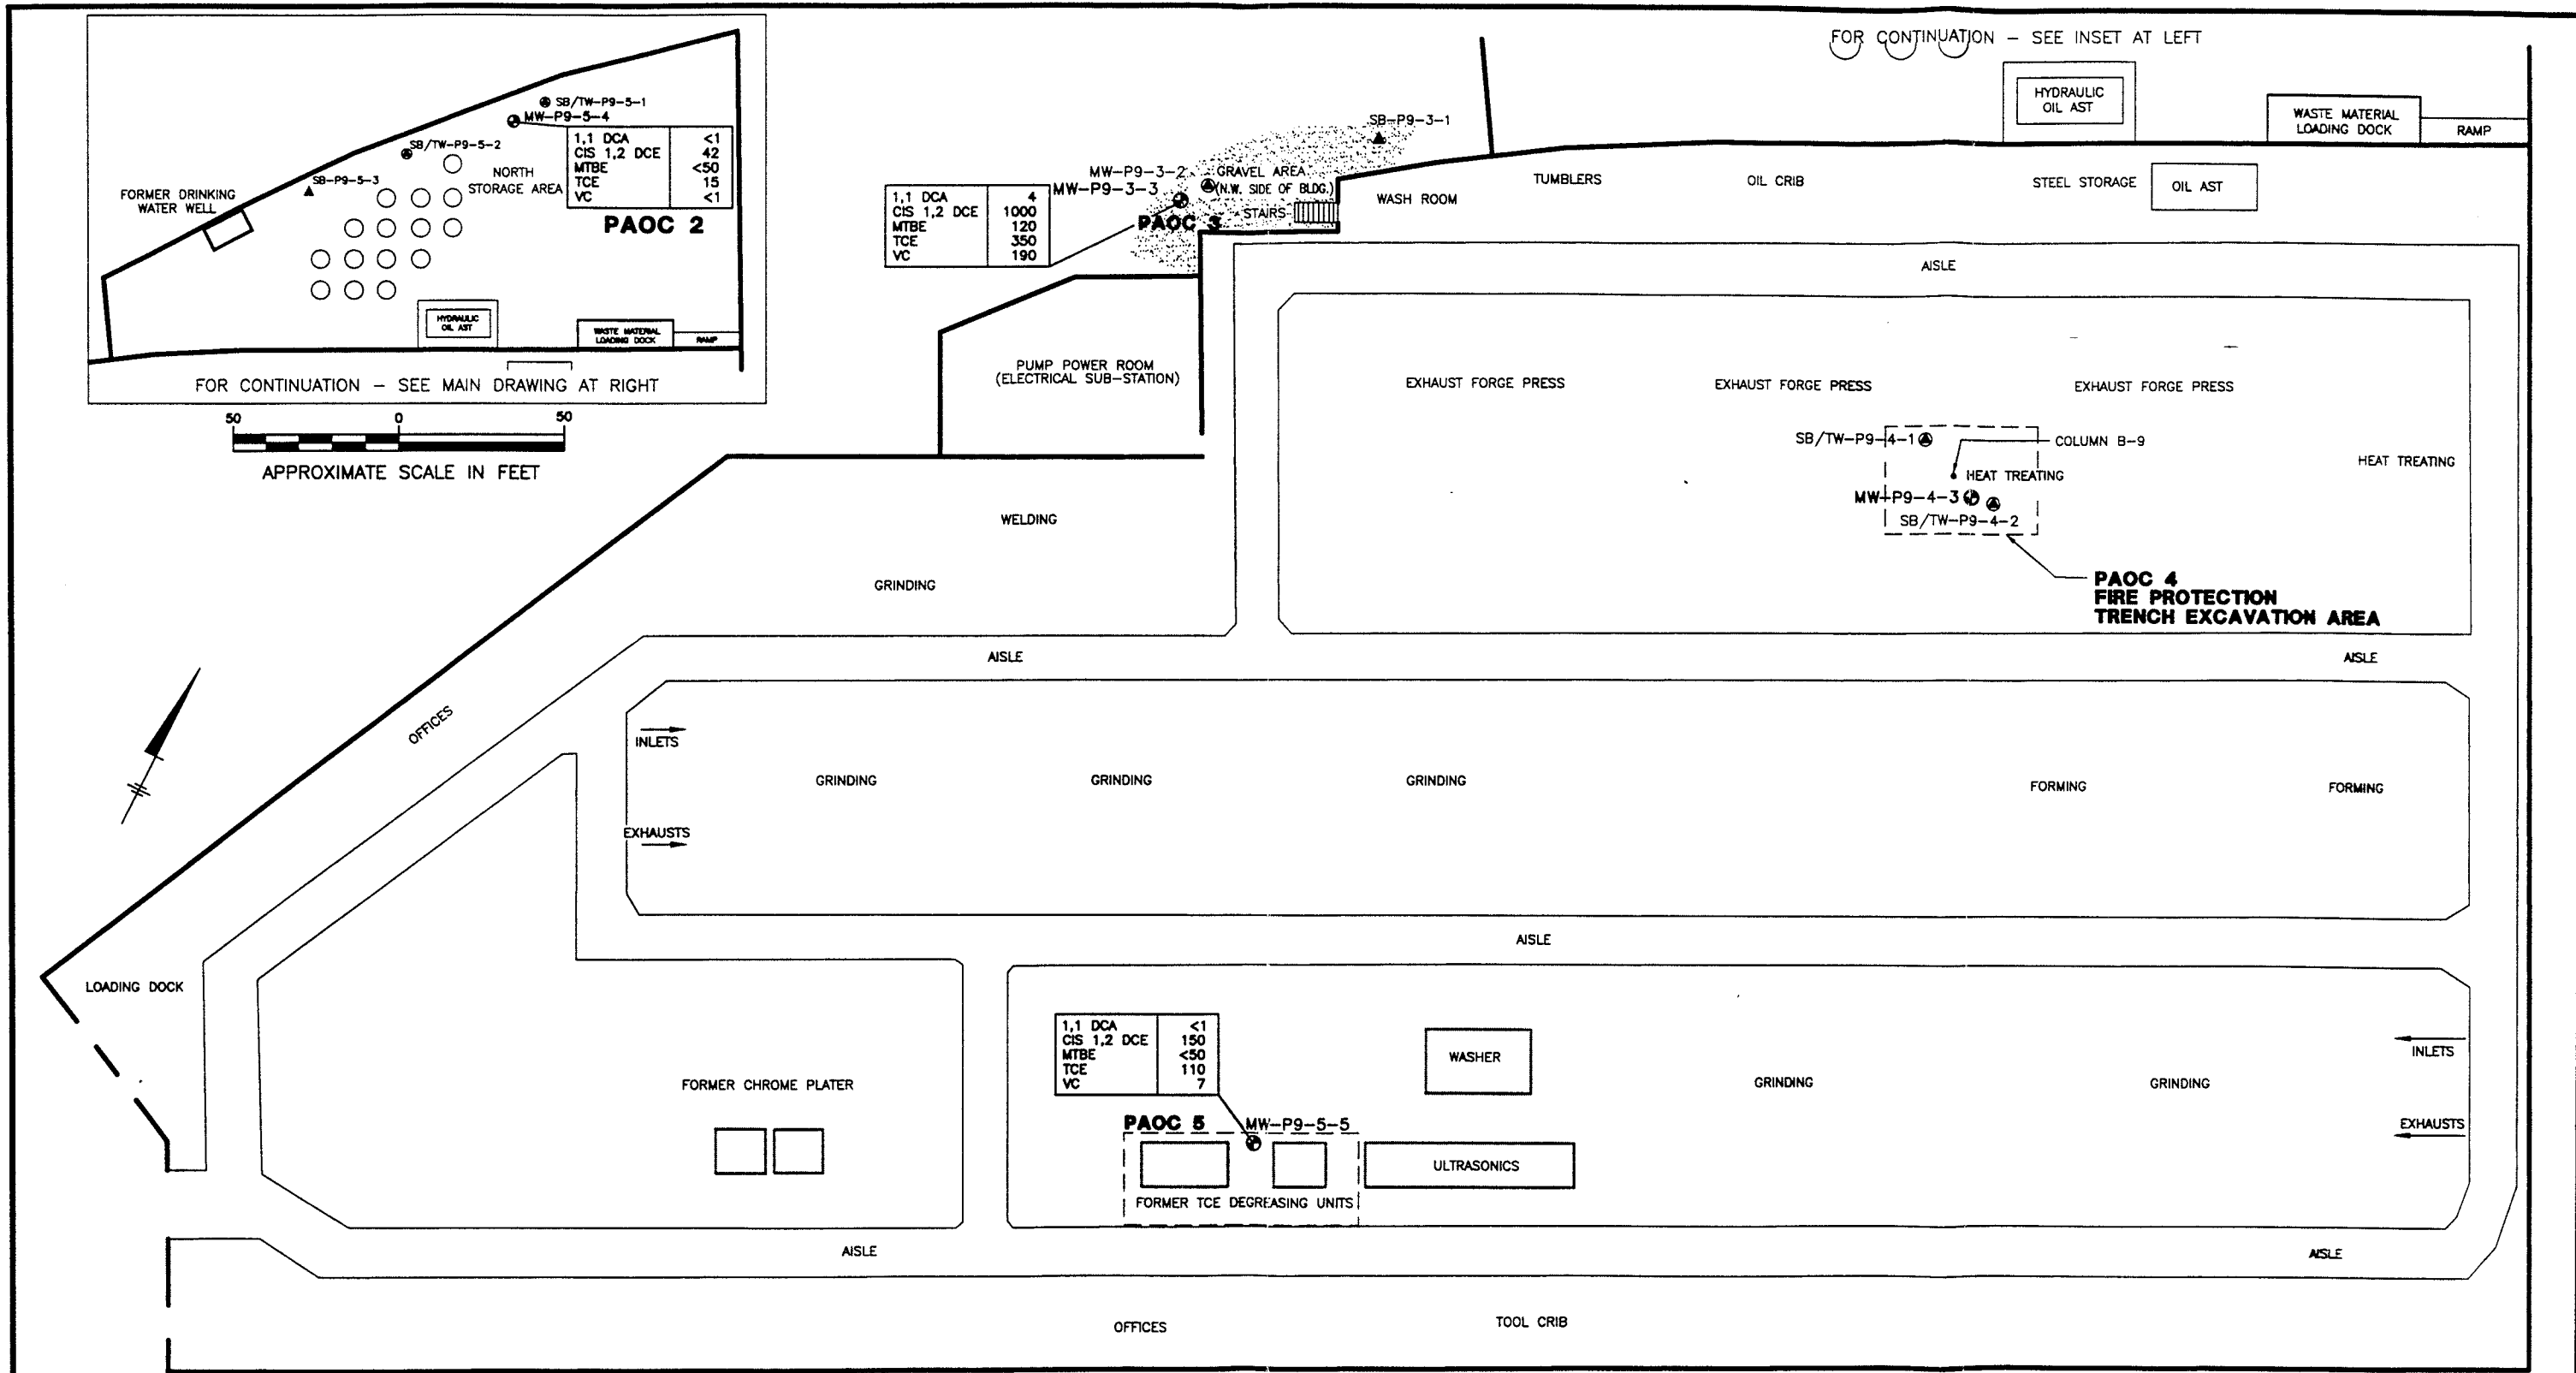 SB/TW-P9-5-1
MW-P9-5-4
1,1 DCA <1
CIS 1,2 DCE 42
MTBE <50
TCE 15
VC <1
SB/TW-P9-5-2
NORTH
STORAGE AREA
SB-P9-5-3
FORMER DRINKING
WATER WELL
PAOC 2
HYDRAULIC
OIL AST
WASTE MATERIAL
LOADING DOCK
RAMP
FOR CONTINUATION - SEE MAIN DRAWING AT RIGHT
50 0 50
APPROXIMATE SCALE IN FEET
FOR CONTINUATION - SEE INSET AT LEFT
HYDRAULIC
OIL AST
WASTE MATERIAL
LOADING DOCK
RAMP
SB-P9-3-1
MW-P9-3-2
GRAVEL AREA
(N.W. SIDE OF BLDG.)
MW-P9-3-3
1,1 DCA 4
CIS 1,2 DCE 1000
MTBE 120
TCE 350
VC 190
STAIRS
PAOC 3
WASH ROOM
TUMBLERS
OIL CRIB
STEEL STORAGE
OIL AST
AISLE
PUMP POWER ROOM
(ELECTRICAL SUB-STATION)
EXHAUST FORGE PRESS
EXHAUST FORGE PRESS
EXHAUST FORGE PRESS
SB/TW-P9-4-1
COLUMN B-9
HEAT TREATING
HEAT TREATING
MW-P9-4-3
SB/TW-P9-4-2
PAOC 4
FIRE PROTECTION
TRENCH EXCAVATION AREA
WELDING
GRINDING
AISLE
AISLE
OFFICES
INLETS
EXHAUSTS
GRINDING
GRINDING
GRINDING
FORMING
FORMING
AISLE
LOADING DOCK
FORMER CHROME PLATER
1,1 DCA <1
CIS 1,2 DCE 150
MTBE <50
TCE 110
VC 7
WASHER
GRINDING
GRINDING
INLETS
EXHAUSTS
PAOC 5
MW-P9-5-5
ULTRASONICS
FORMER TCE DEGREASING UNITS
AISLE
AISLE
OFFICES
TOOL CRIB